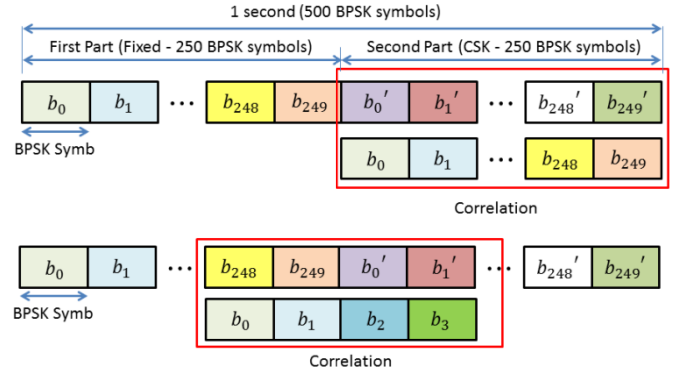 1 second (500 BPSK symbols)
First Part (Fixed - 250 BPSK symbols) Second Part (CSK - 250 BPSK symbols)
b₀ b₁ ⋯ b₂₄₈ b₂₄₉ b₀′ b₁′ ⋯ b₂₄₈′ b₂₄₉′
BPSK Symb b₀ b₁ ⋯ b₂₄₈ b₂₄₉
Correlation
b₀ b₁ ⋯ b₂₄₈ b₂₄₉ b₀′ b₁′ ⋯ b₂₄₈′ b₂₄₉′
BPSK Symb b₀ b₁ b₂ b₃
Correlation